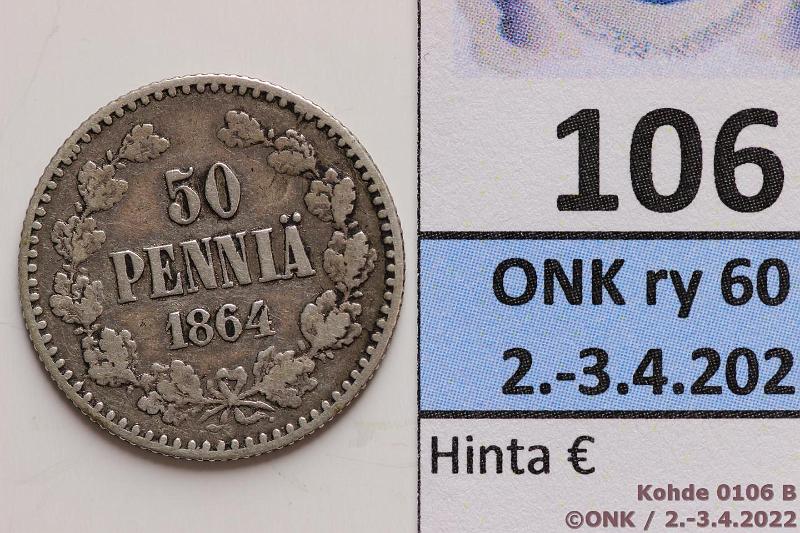 50
PENNIÄ
1864
106
ONK ry 60
2.-3.4.202
Hinta €
Kohde 0106 B
©ONK / 2.-3.4.2022